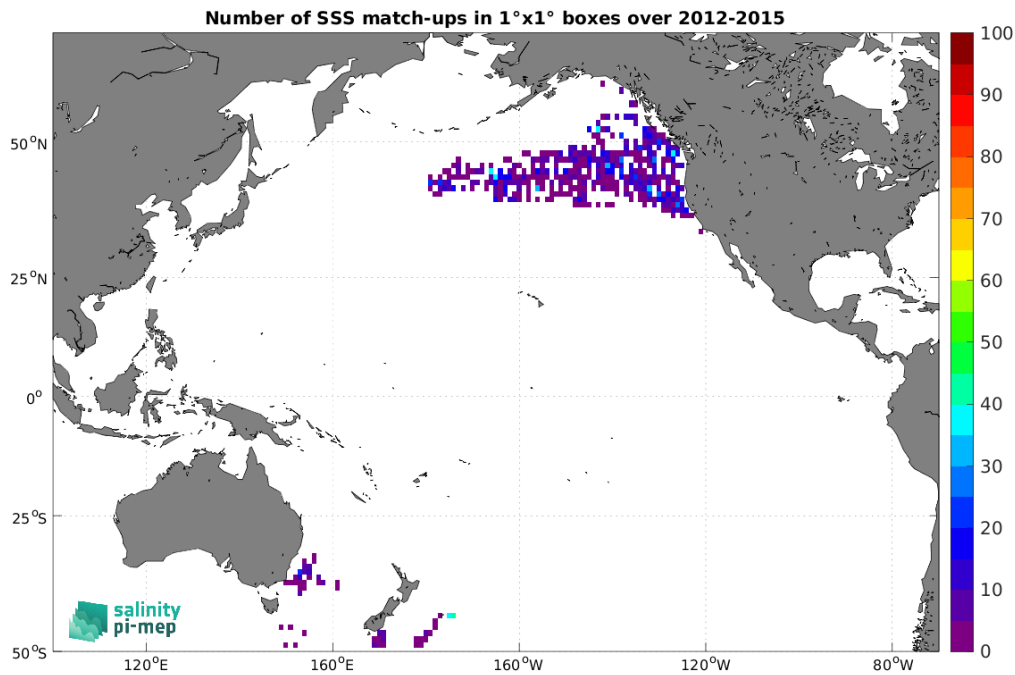 Number of SSS match-ups in 1°x1° boxes over 2012-2015
100
90
80
70
60
50
40
30
20
10
0
50°N
25°N
0°
25°S
50°S
120°E
160°E
160°W
120°W
80°W
salinity
pi-mep